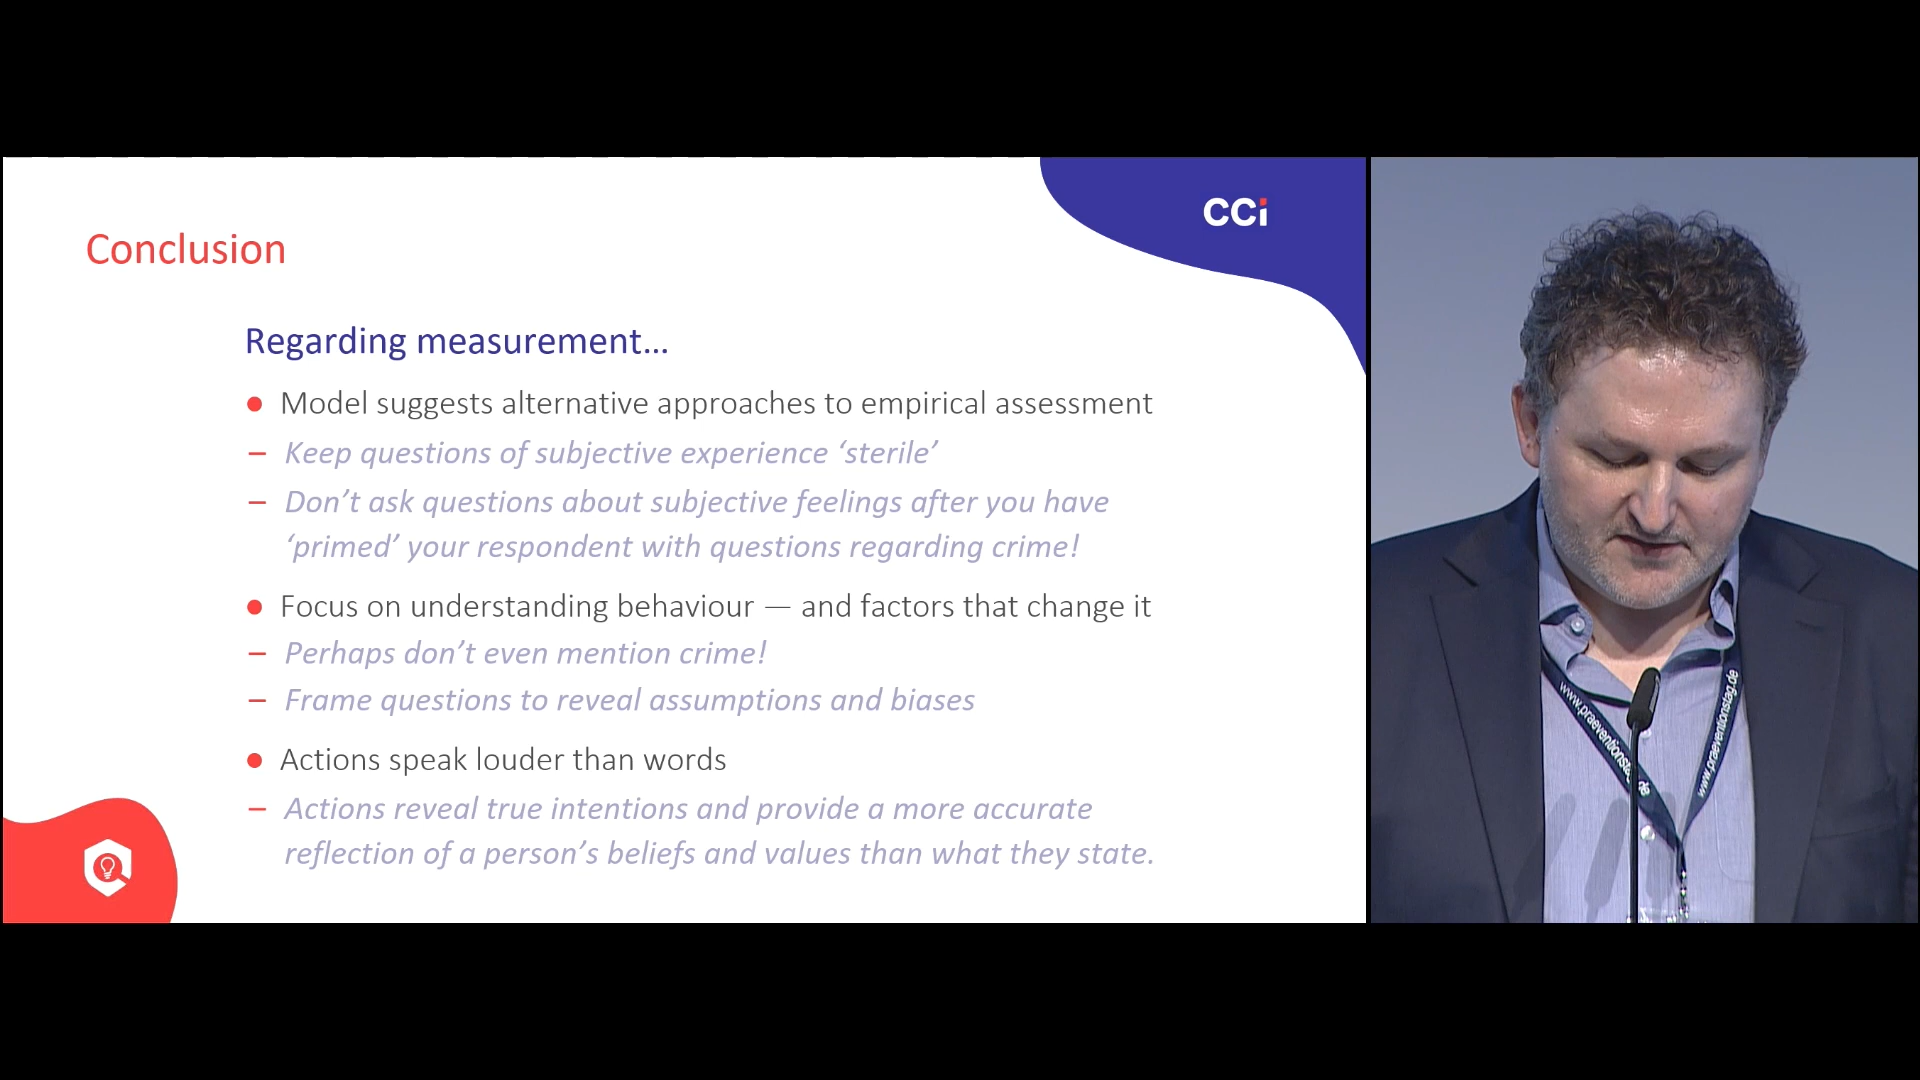 CCi
Conclusion
Regarding measurement...
● Model suggests alternative approaches to empirical assessment
– Keep questions of subjective experience ‘sterile’
– Don’t ask questions about subjective feelings after you have
‘primed’ your respondent with questions regarding crime!
● Focus on understanding behaviour — and factors that change it
– Perhaps don’t even mention crime!
– Frame questions to reveal assumptions and biases
● Actions speak louder than words
– Actions reveal true intentions and provide a more accurate
reflection of a person’s beliefs and values than what they state.
www.praeventionstag.de
www.praeventionstag.de